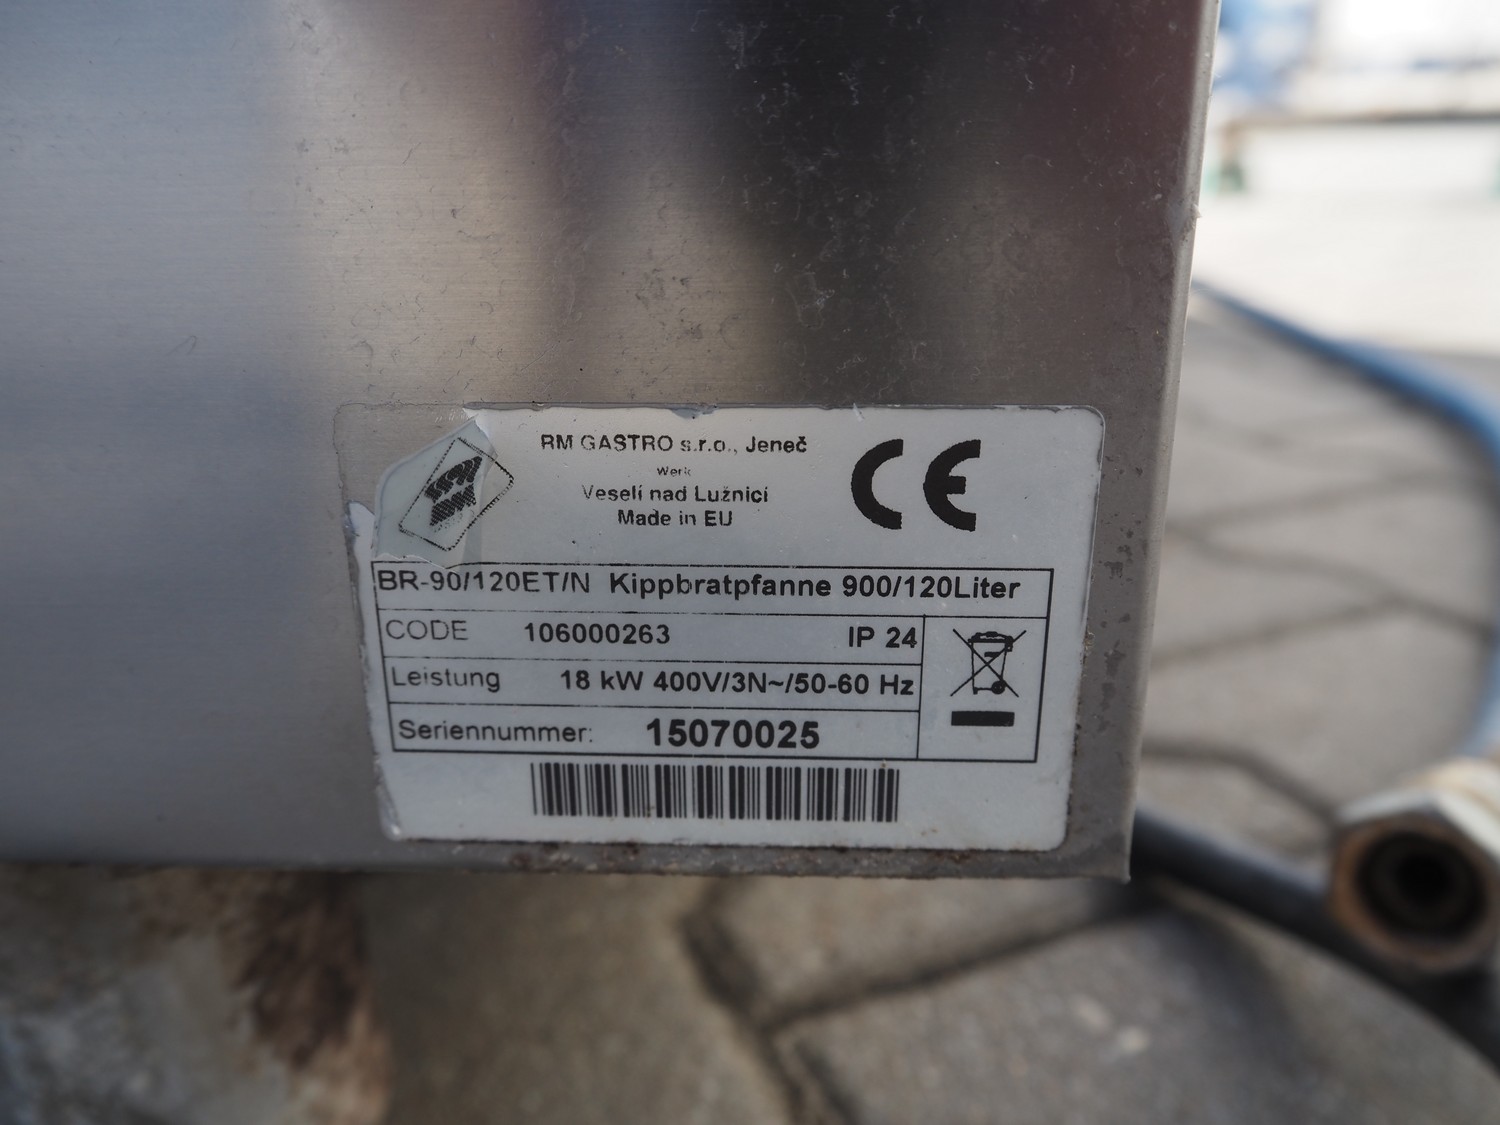 RM GASTRO s.r.o., Jeneč
Werk
Veselí nad Lužnicí
Made in EU
CE
BR-90/120ET/N Kippbratpfanne 900/120Liter
CODE 106000263 IP 24
Leistung 18 kW 400V/3N~/50-60 Hz
Seriennummer: 15070025